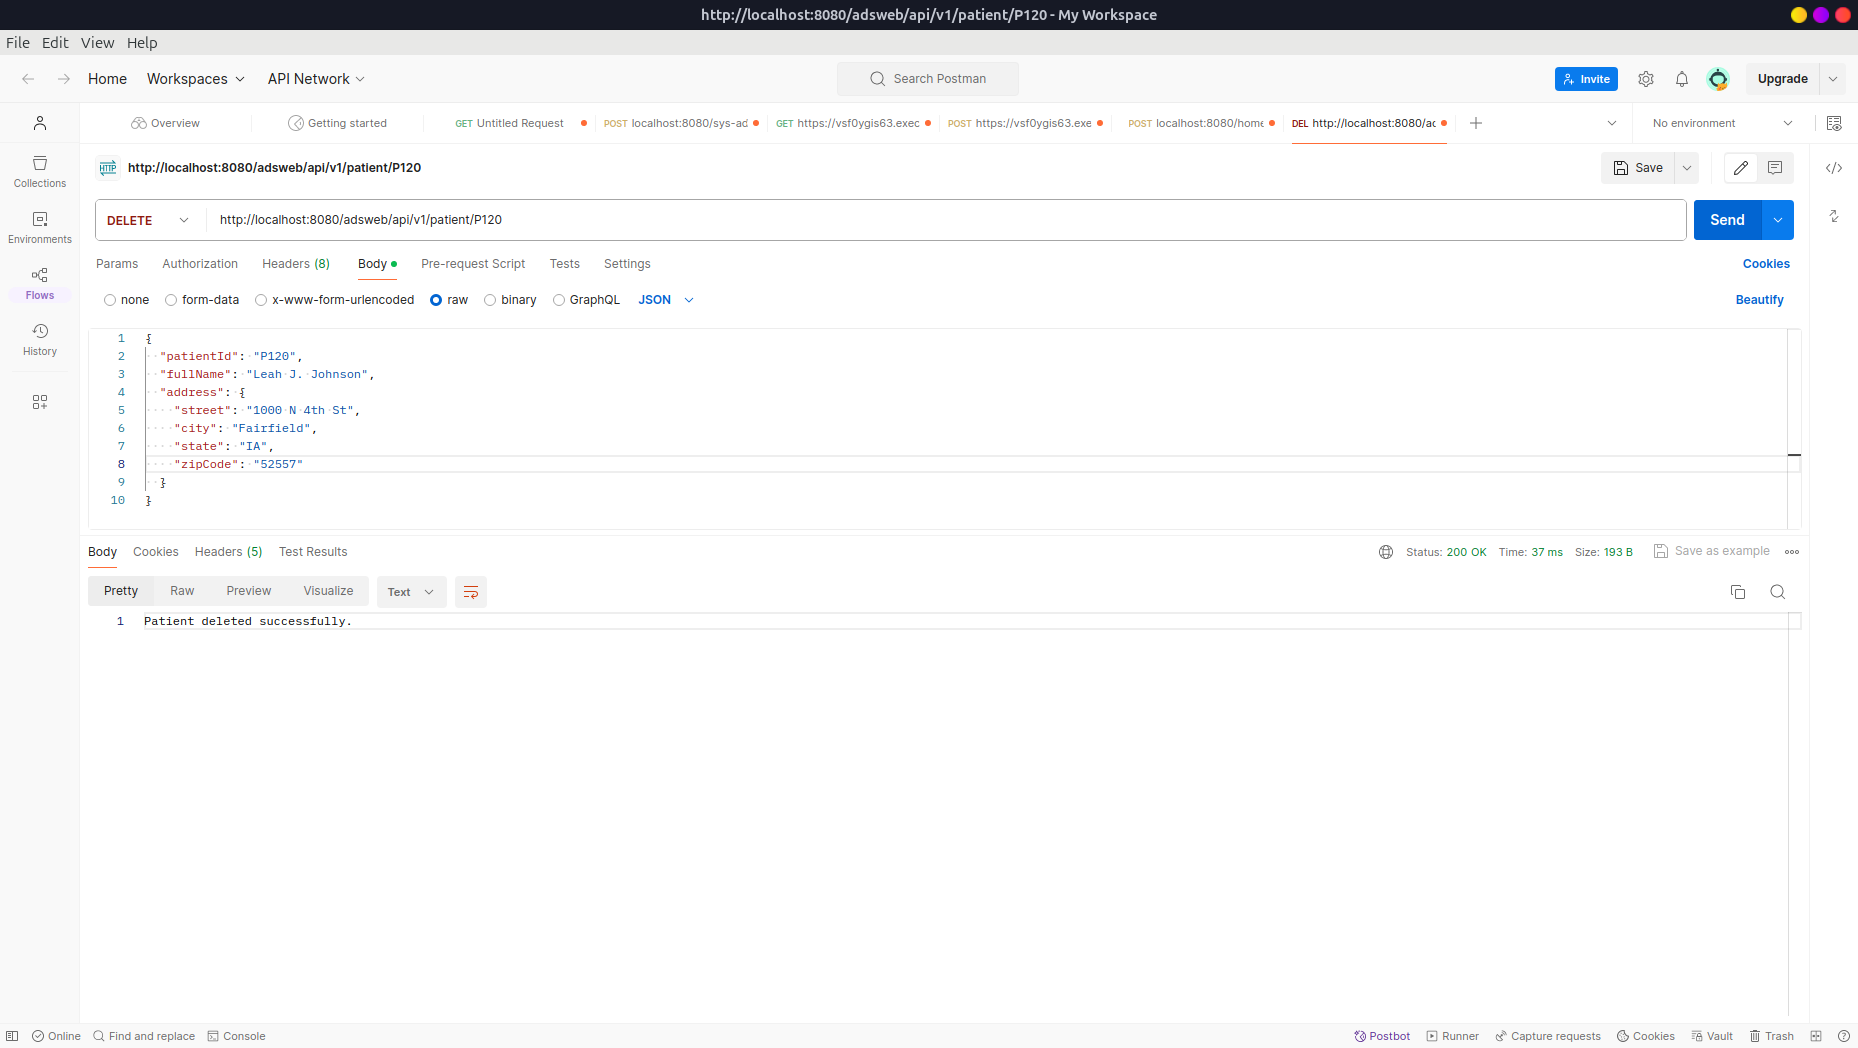 http://localhost:8080/adsweb/api/v1/patient/P120 - My Workspace
File Edit View Help
Home Workspaces API Network Search Postman Invite Upgrade
Overview Getting started GET Untitled Request POST localhost:8080/sys-ad GET https://vsf0ygis63.exec POST https://vsf0ygis63.exe POST localhost:8080/home DEL http://localhost:8080/ac No environment
Collections
Environments
Flows
History
http://localhost:8080/adsweb/api/v1/patient/P120 Save
DELETE http://localhost:8080/adsweb/api/v1/patient/P120 Send
Params Authorization Headers (8) Body Pre-request Script Tests Settings Cookies
none form-data x-www-form-urlencoded raw binary GraphQL JSON Beautify
1 {
2 "patientId": "P120",
3 "fullName": "Leah J. Johnson",
4 "address": {
5 "street": "1000 N 4th St",
6 "city": "Fairfield",
7 "state": "IA",
8 "zipCode": "52557"
9 }
10 }
Body Cookies Headers (5) Test Results Status: 200 OK Time: 37 ms Size: 193 B Save as example
Pretty Raw Preview Visualize Text
1 Patient deleted successfully.
Online Find and replace Console Postbot Runner Capture requests Cookies Vault Trash